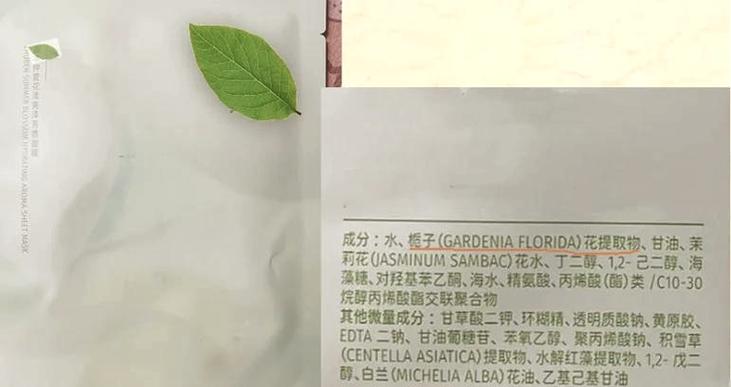 SUMMER BLOSSOM HYDRATING AROMA SHEET MASK
成分：水、栀子（GARDENIA FLORIDA）花提取物、甘油、茉
莉花（JASMINUM SAMBAC）花水、丁二醇、1,2- 己二醇、海
藻糖、对羟基苯乙酮、海水、精氨酸、丙烯酸（酯）类 /C10-30
烷醇丙烯酸酯交联聚合物
其他微量成分：甘草酸二钾、环糊精、透明质酸钠、黄原胶、
EDTA 二钠、甘油葡糖苷、苯氧乙醇、聚丙烯酸钠、积雪草
（CENTELLA ASIATICA）提取物、水解红藻提取物、1,2- 戊二
醇、白兰（MICHELIA ALBA）花油、乙基己基甘油